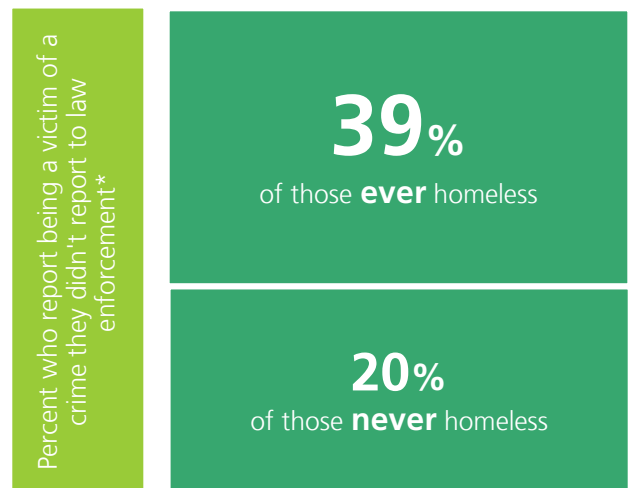 Percent who report being a victim of a
crime they didn't report to law
enforcement*
39%
of those ever homeless
20%
of those never homeless